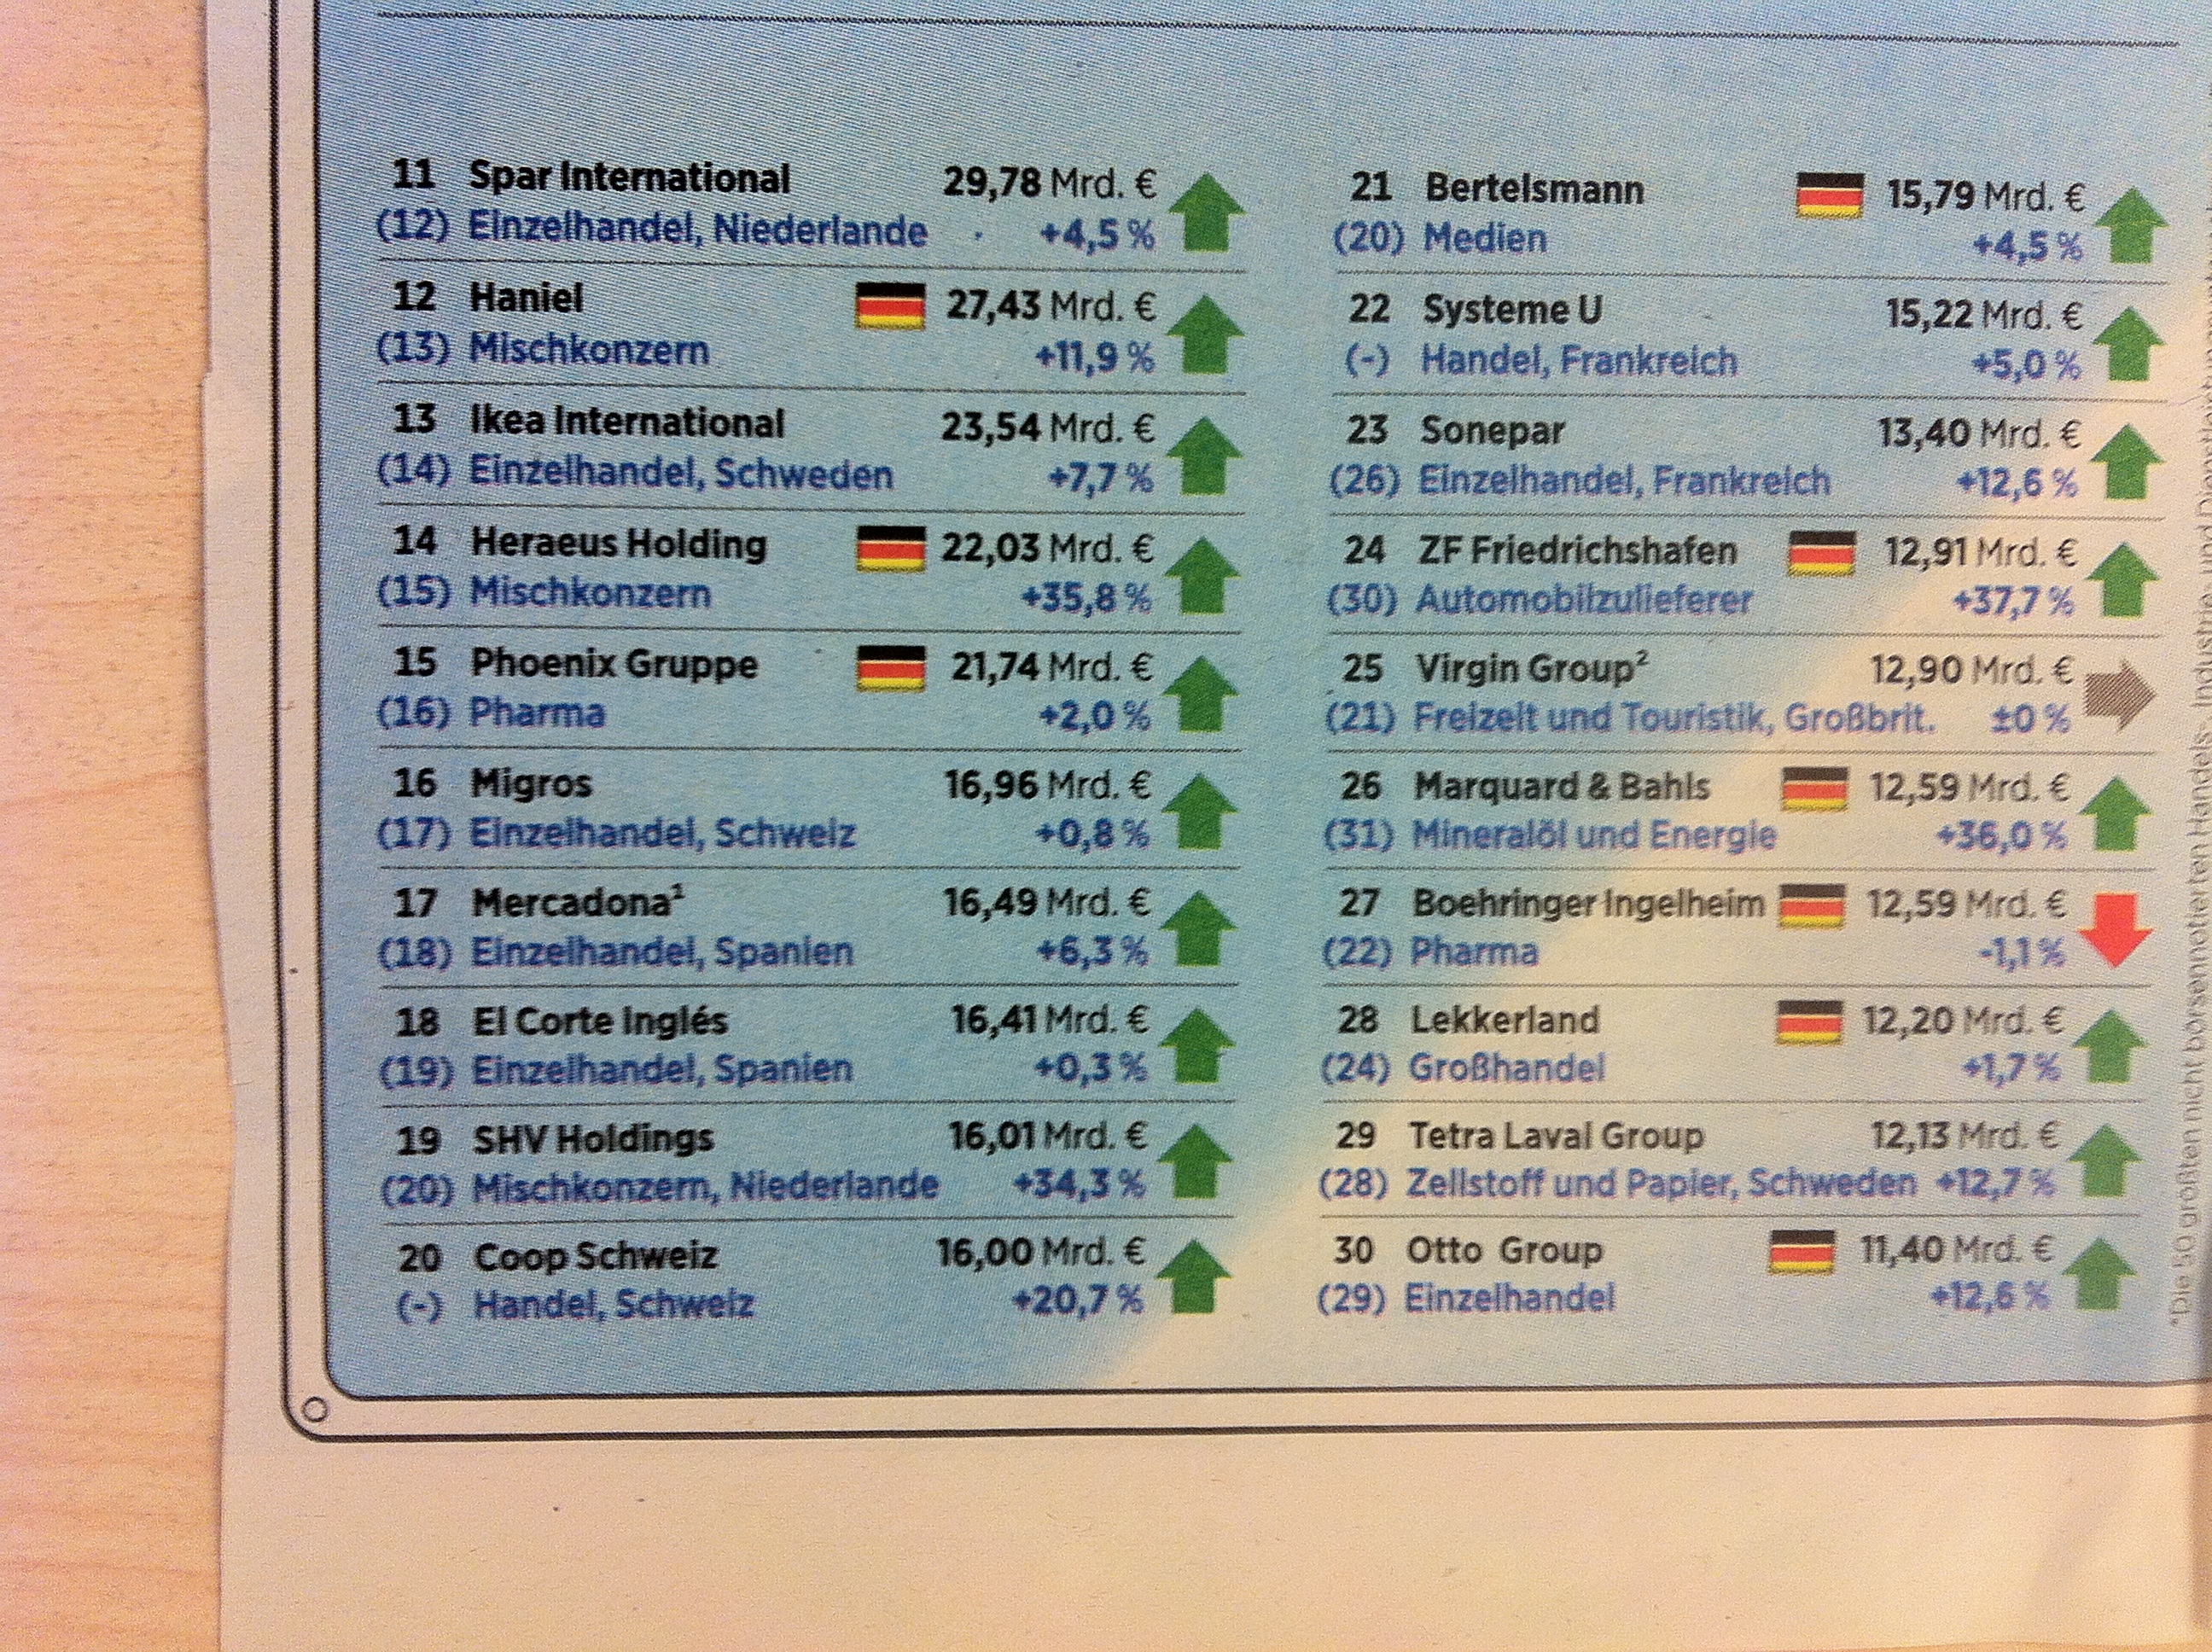 11 Spar International 29,78 Mrd. €
(12) Einzelhandel, Niederlande +4,5 %
12 Haniel 27,43 Mrd. €
(13) Mischkonzern +11,9 %
13 Ikea International 23,54 Mrd. €
(14) Einzelhandel, Schweden +7,7 %
14 Heraeus Holding 22,03 Mrd. €
(15) Mischkonzern +35,8 %
15 Phoenix Gruppe 21,74 Mrd. €
(16) Pharma +2,0 %
16 Migros 16,96 Mrd. €
(17) Einzelhandel, Schweiz +0,8 %
17 Mercadona¹ 16,49 Mrd. €
(18) Einzelhandel, Spanien +6,3 %
18 El Corte Inglés 16,41 Mrd. €
(19) Einzelhandel, Spanien +0,3 %
19 SHV Holdings 16,01 Mrd. €
(20) Mischkonzern, Niederlande +34,3 %
20 Coop Schweiz 16,00 Mrd. €
(-) Handel, Schweiz +20,7 %
21 Bertelsmann 15,79 Mrd. €
(20) Medien +4,5 %
22 Systeme U 15,22 Mrd. €
(-) Handel, Frankreich +5,0 %
23 Sonepar 13,40 Mrd. €
(26) Einzelhandel, Frankreich +12,6 %
24 ZF Friedrichshafen 12,91 Mrd. €
(30) Automobilzulieferer +37,7 %
25 Virgin Group² 12,90 Mrd. €
(21) Freizeit und Touristik, Großbrit. ±0 %
26 Marquard & Bahls 12,59 Mrd. €
(31) Mineralöl und Energie +36,0 %
27 Boehringer Ingelheim 12,59 Mrd. €
(22) Pharma -1,1 %
28 Lekkerland 12,20 Mrd. €
(24) Großhandel +1,7 %
29 Tetra Laval Group 12,13 Mrd. €
(28) Zellstoff und Papier, Schweden +12,7 %
30 Otto Group 11,40 Mrd. €
(29) Einzelhandel +12,6 %
*Die 50 größten nicht börsennotierten Handels-, Industrie- und